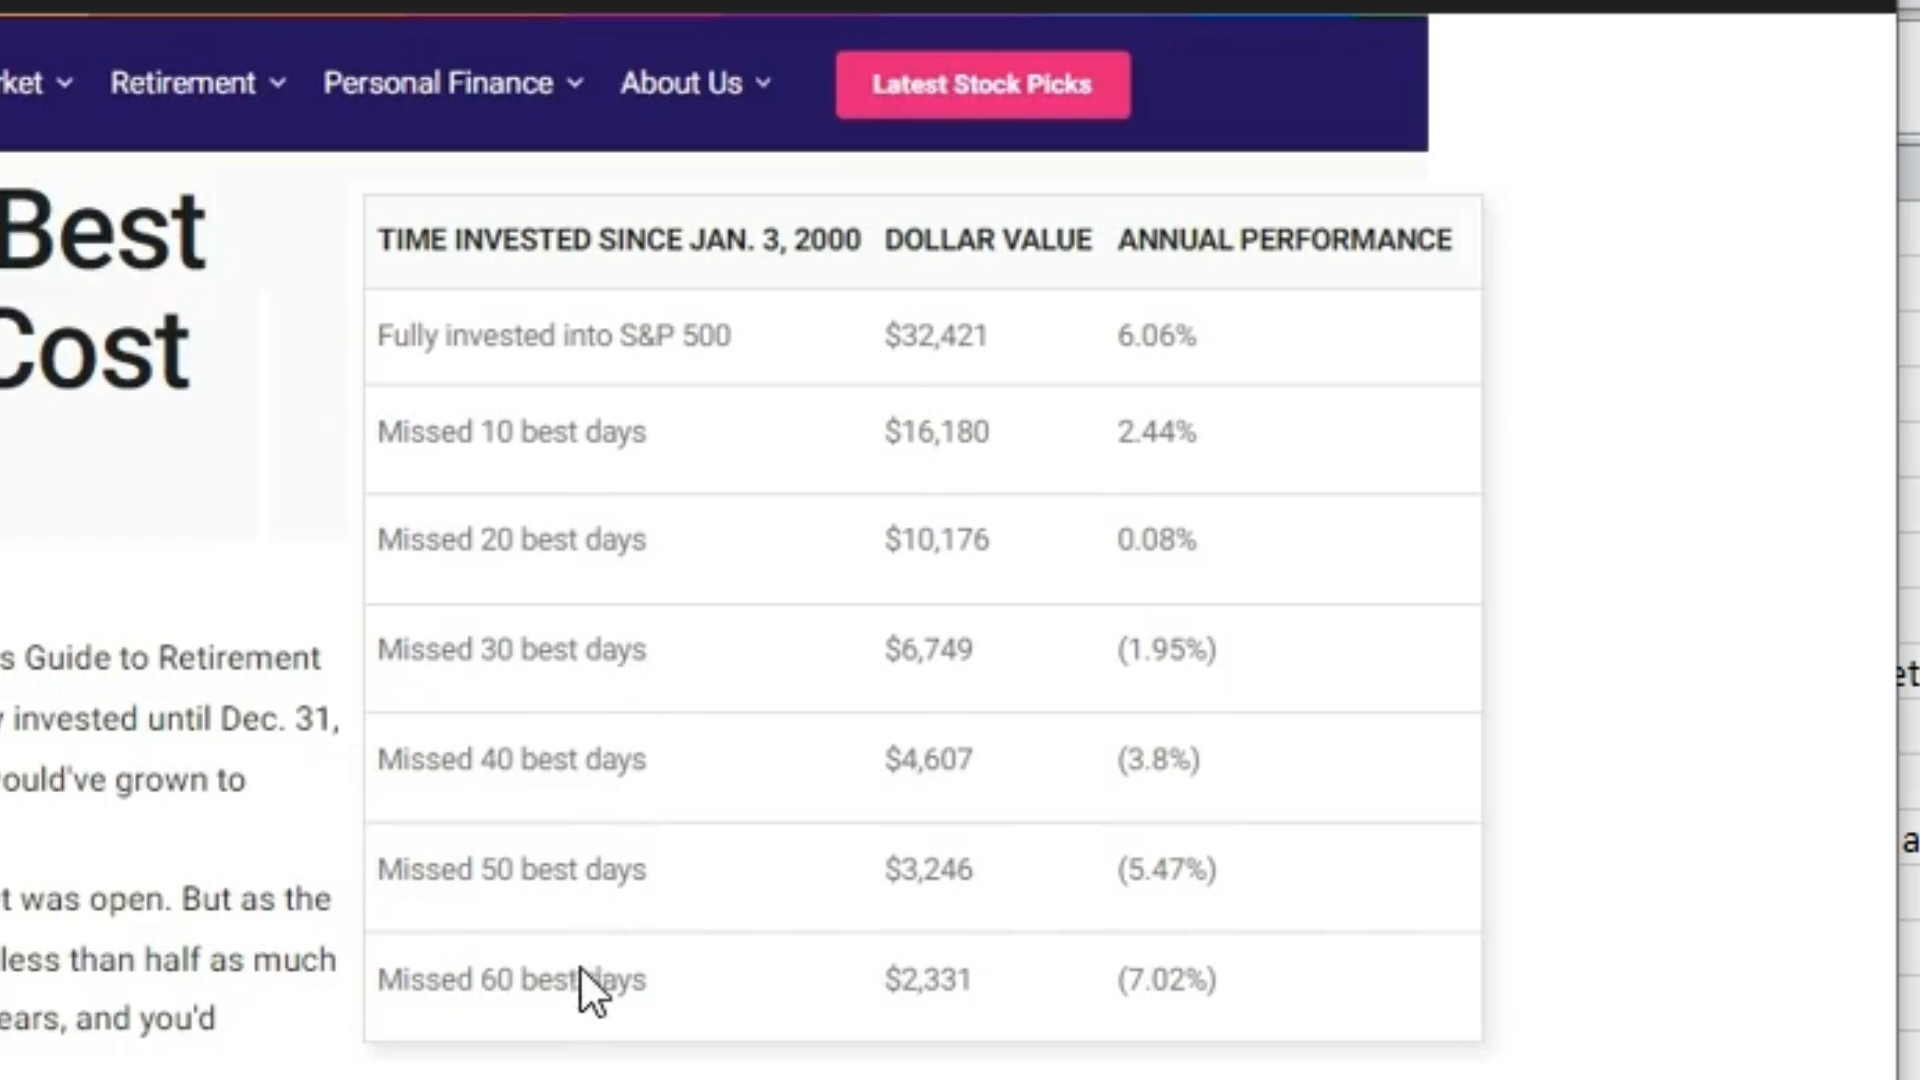 Retirement Personal Finance About Us Latest Stock Picks
Best
Cost
TIME INVESTED SINCE JAN. 3, 2000 DOLLAR VALUE ANNUAL PERFORMANCE
Fully invested into S&P 500 $32,421 6.06%
Missed 10 best days $16,180 2.44%
Missed 20 best days $10,176 0.08%
Missed 30 best days $6,749 (1.95%)
Missed 40 best days $4,607 (3.8%)
Missed 50 best days $3,246 (5.47%)
Missed 60 best days $2,331 (7.02%)
s Guide to Retirement
invested until Dec. 31,
ould've grown to
t was open. But as the
less than half as much
ears, and you'd